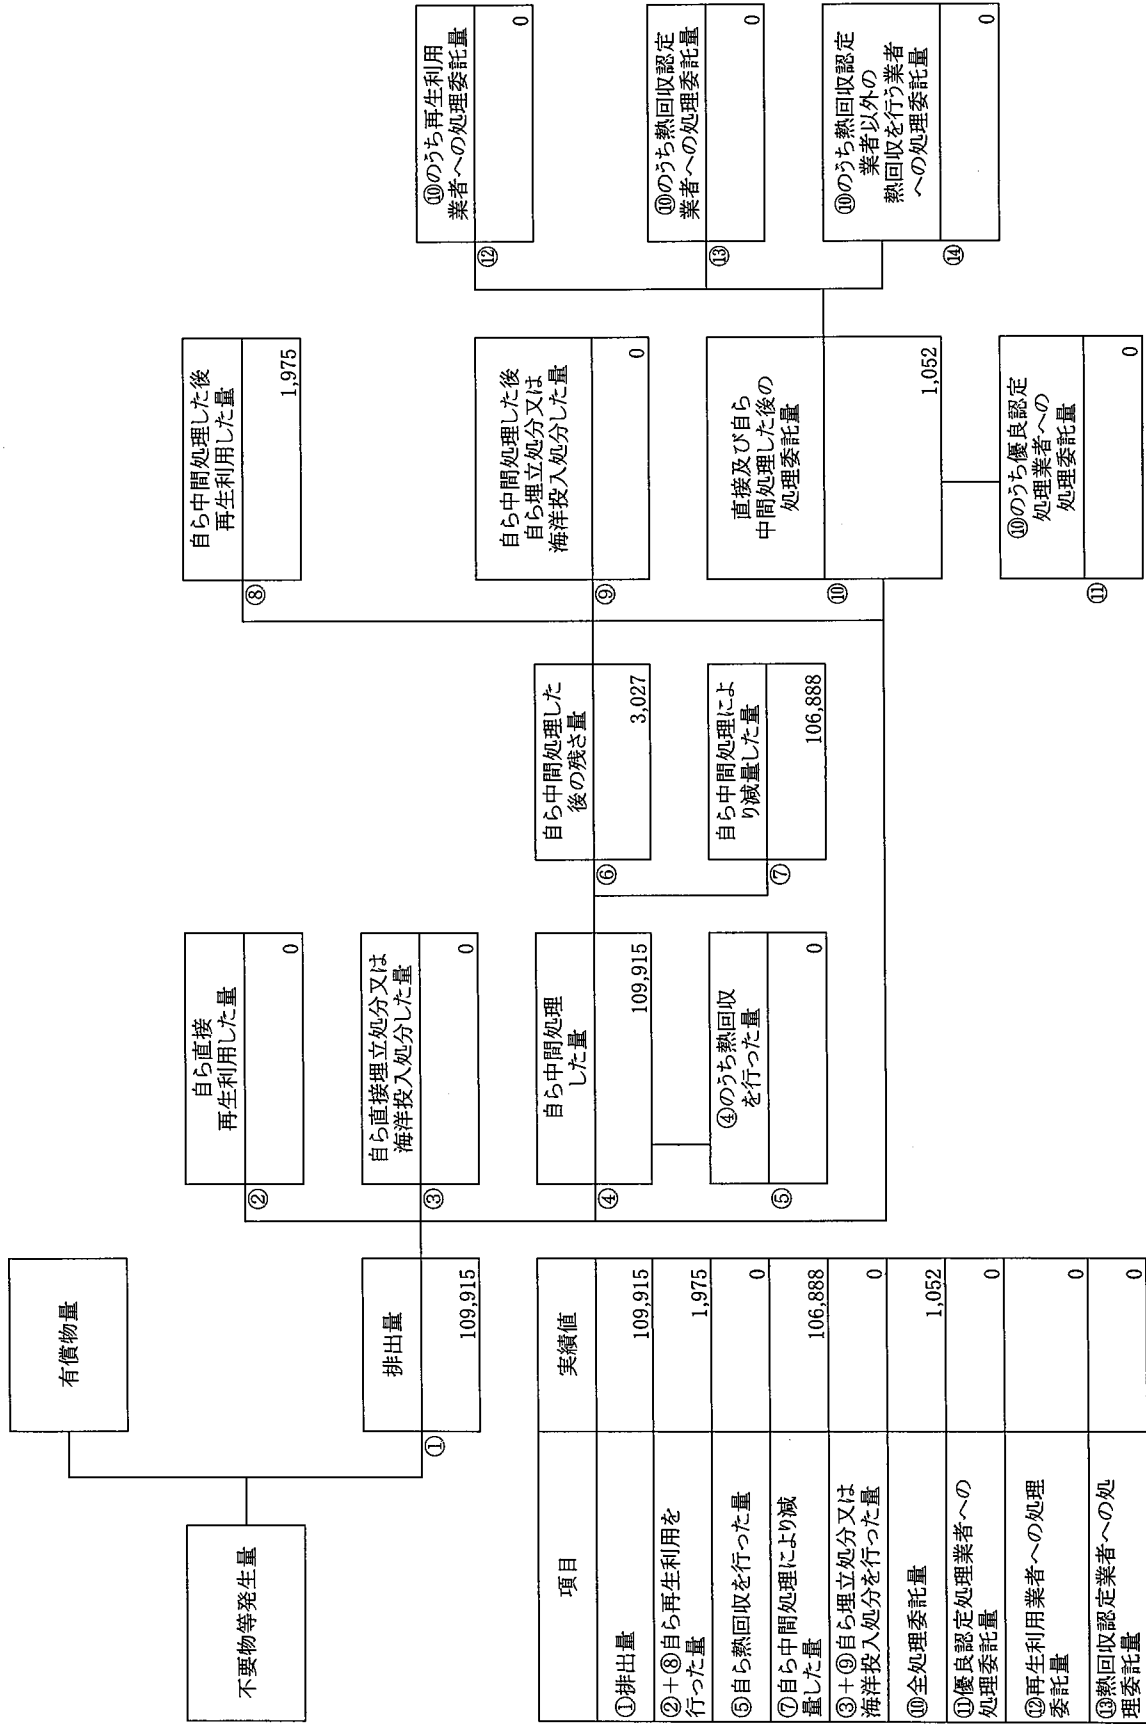 不要物等発生量
有償物量
排出量
①
109,915
自ら直接
再生利用した量
②
0
自ら直接埋立処分又は
海洋投入処分した量
③
0
自ら中間処理
した量
④
109,915
④のうち熱回収
を行った量
⑤
0
自ら中間処理した
後の残さ量
⑥
3,027
自ら中間処理によ
り減量した量
⑦
106,888
自ら中間処理した後
再生利用した量
⑧
1,975
自ら中間処理した後
自ら埋立処分又は
海洋投入処分した量
⑨
0
直接及び自ら
中間処理した後の
処理委託量
⑩
1,052
⑩のうち優良認定
処理業者への
処理委託量
⑪
0
⑩のうち再生利用
業者への処理委託量
⑫
0
⑩のうち熱回収認定
業者への処理委託量
⑬
0
⑩のうち熱回収認定
業者以外の
熱回収を行う業者
への処理委託量
⑭
0
項目 実績値
①排出量 109,915
②+⑧自ら再生利用を
行った量 1,975
⑤自ら熱回収を行った量 0
⑦自ら中間処理により減
量した量 106,888
③+⑨自ら埋立処分又は
海洋投入処分を行った量 0
⑩全処理委託量 1,052
⑪優良認定処理業者への
処理委託量 0
⑫再生利用業者への処理
委託量 0
⑬熱回収認定業者への処
理委託量 0